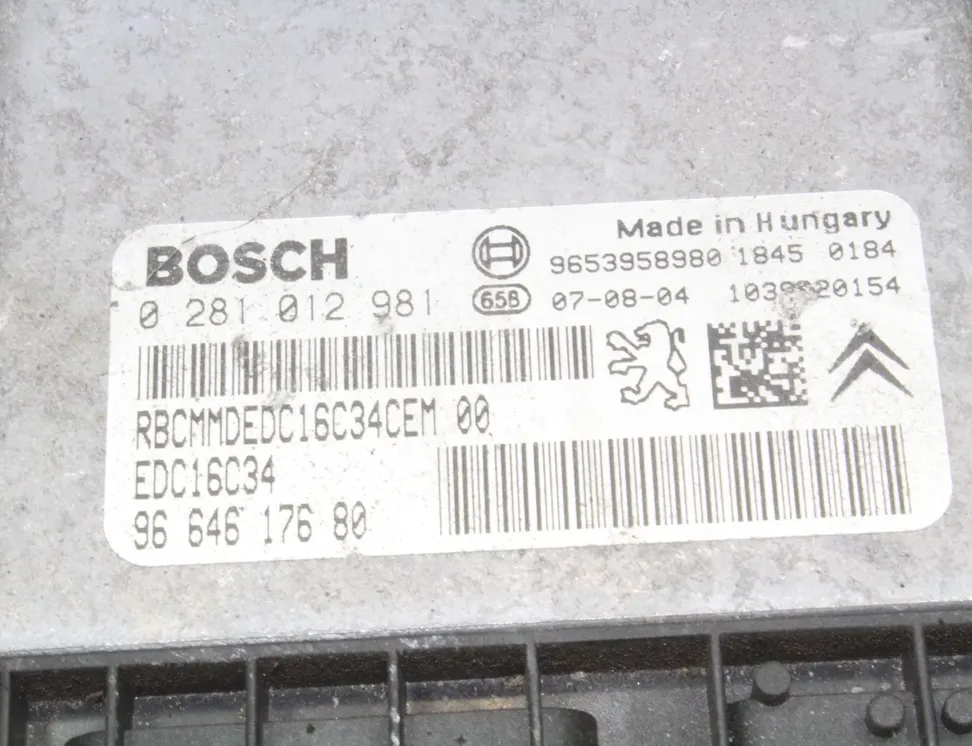 Made in Hungary
BOSCH
9653958980 1845 0184
0 281 012 981
658
07-08-04
RBCMMDEDC16C34CEM 00
EDC16C34
96 646 176 80